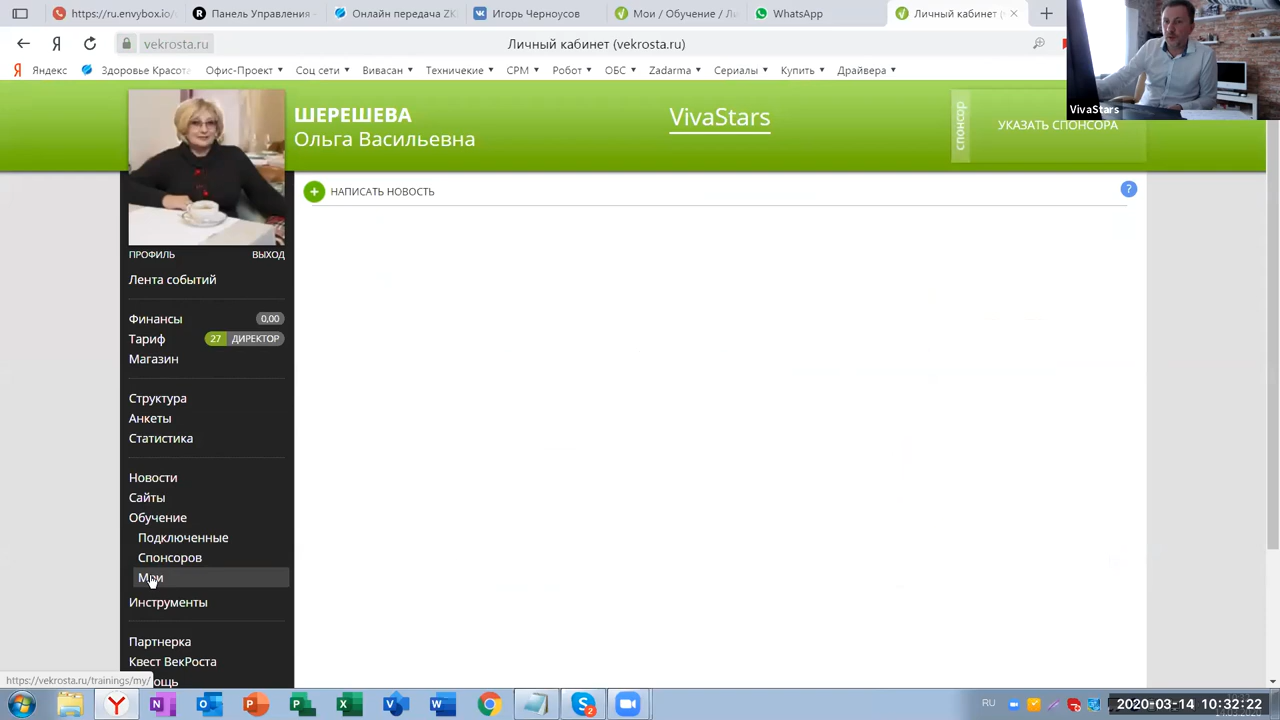 https://ru.envybox.io/
Панель Управления
Онлайн передача ZK
Игорь Черноусов
Мои / Обучение / Ли
WhatsApp
Личный кабинет (
vekrosta.ru
Личный кабинет (vekrosta.ru)
Яндекс
Здоровье Красота
Офис-Проект
Соц сети
Вивасан
Технические
СРМ
Робот
ОБС
Zadarma
Сериалы
Купить
Драйвера
VivaStars
ШЕРЕШЕВА
Ольга Васильевна
VivaStars
спонсор
УКАЗАТЬ СПОНСОРА
НАПИСАТЬ НОВОСТЬ
?
ПРОФИЛЬ
ВЫХОД
Лента событий
Финансы
0,00
Тариф
27 ДИРЕКТОР
Магазин
Структура
Анкеты
Статистика
Новости
Сайты
Обучение
Подключенные
Спонсоров
Мои
Инструменты
Партнерка
Квест ВекРоста
https://vekrosta.ru/trainings/my/
RU
2020-03-14 10:32:22